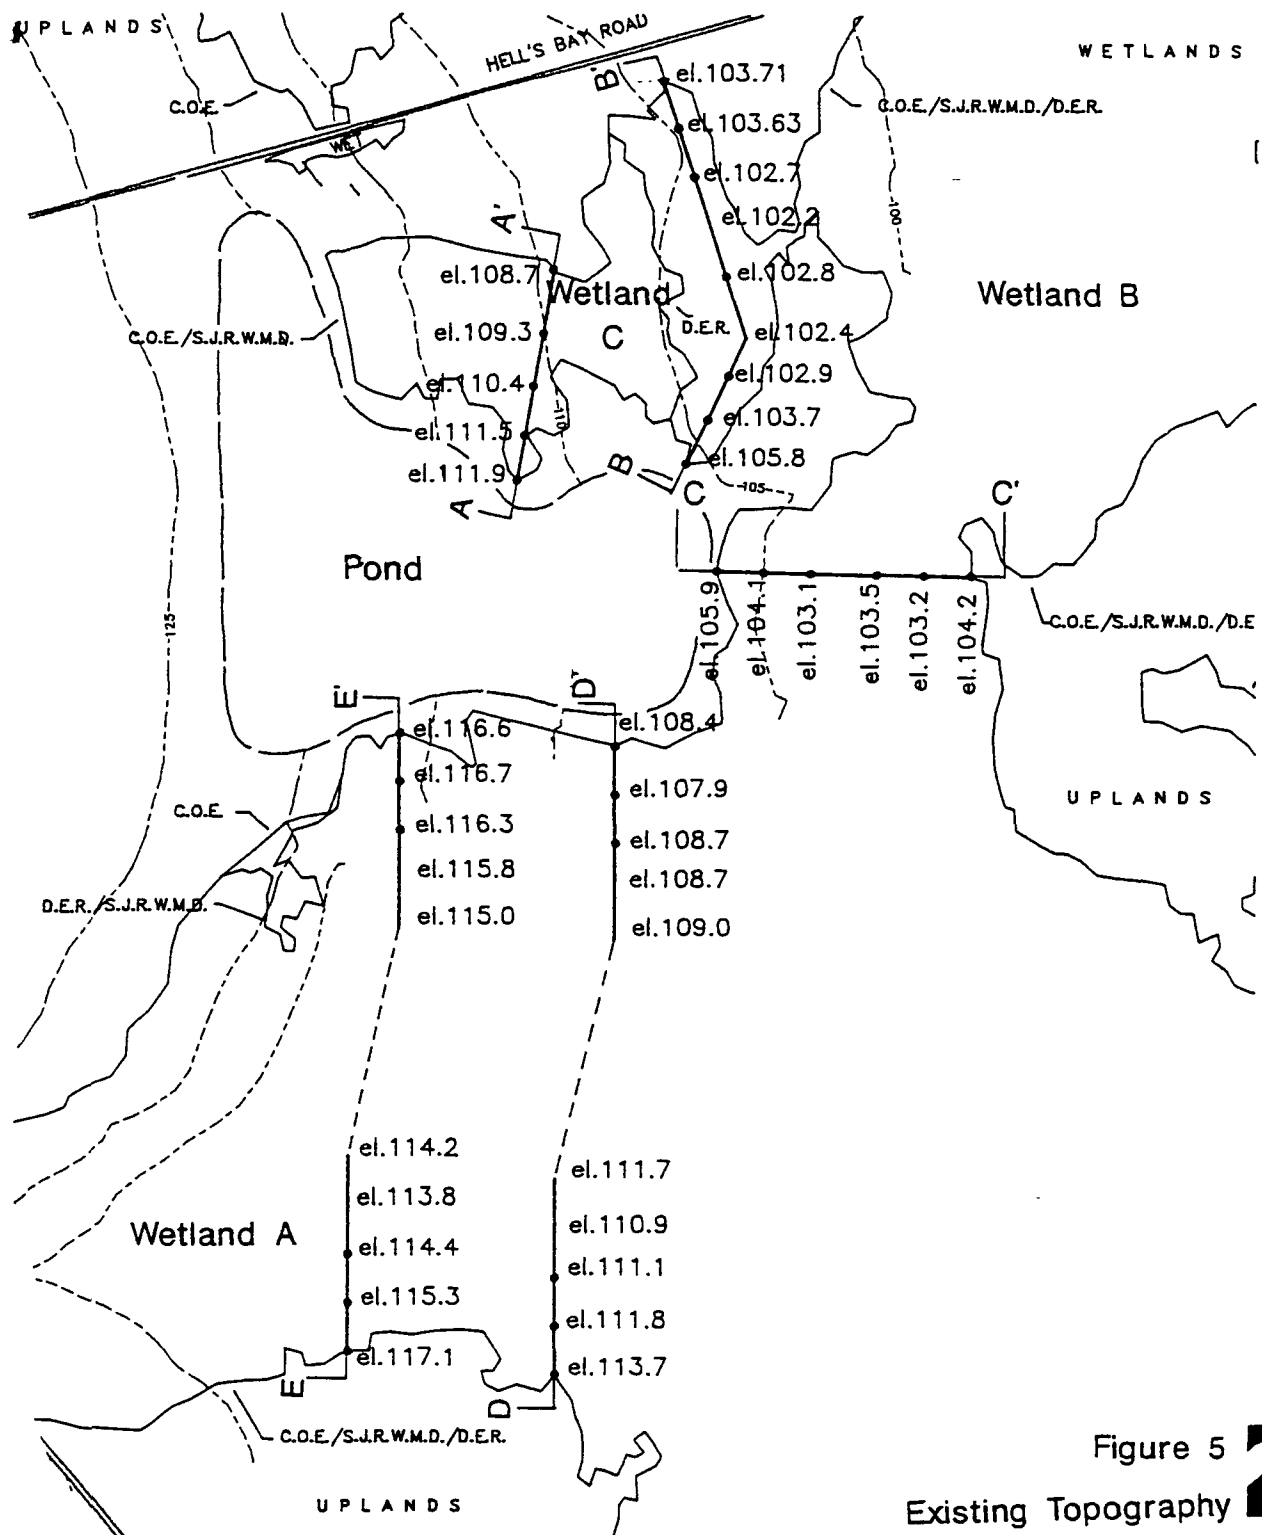 UPLANDS
HELL'S BAY ROAD
WETLANDS
C.O.E.
WE
B'
el.103.71
C.O.E./S.J.R.W.M.D./D.E.R.
el.103.63
el.102.7
el.102.2
100
A'
el.108.7
el.102.8
Wetland C
Wetland B
C.O.E./S.J.R.W.M.D.
el.109.3
D.E.R.
el.102.4
el.110.4
el.102.9
110
el.111.5
el.103.7
el.111.9
B
el.105.8
A
105
C
C'
Pond
el.105.9
el.104.1
el.103.1
el.103.5
el.103.2
el.104.2
125
C.O.E./S.J.R.W.M.D./D.E
E'
D'
el.116.6
el.108.4
el.116.7
el.107.9
UPLANDS
C.O.E.
el.116.3
el.108.7
el.115.8
el.108.7
D.E.R./S.J.R.W.M.D.
el.115.0
el.109.0
el.114.2
el.111.7
el.113.8
Wetland A
el.110.9
el.114.4
el.111.1
el.115.3
el.111.8
el.117.1
el.113.7
E
D
C.O.E./S.J.R.W.M.D./D.E.R.
UPLANDS
Figure 5
Existing Topography